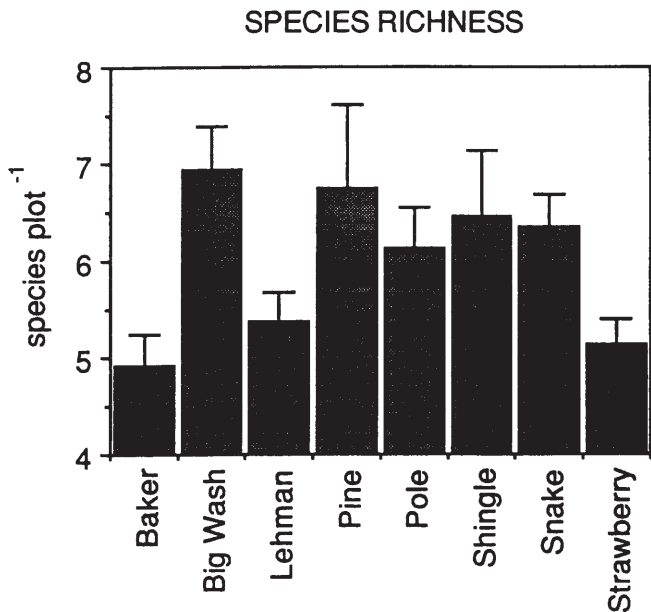 SPECIES RICHNESS
species plot -1
8
7
6
5
4
Baker
Big Wash
Lehman
Pine
Pole
Shingle
Snake
Strawberry